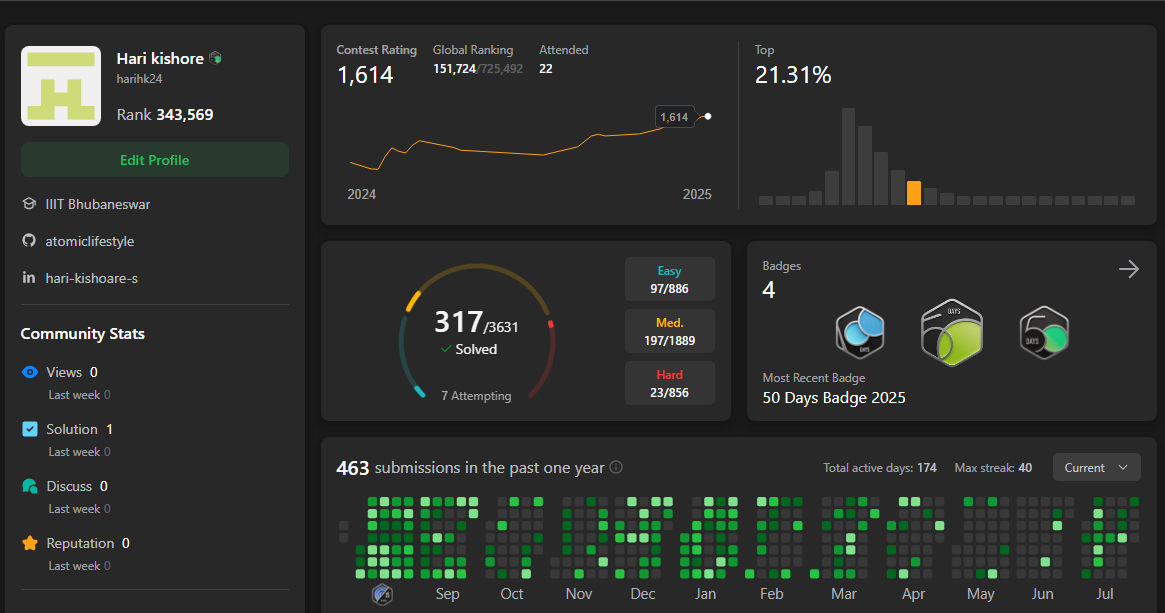 Hari kishore
harihk24
Rank 343,569
Edit Profile
IIIT Bhubaneswar
atomiclifestyle
hari-kishoare-s
Community Stats
Views 0
Last week 0
Solution 1
Last week 0
Discuss 0
Last week 0
Reputation 0
Last week 0
Contest Rating
1,614
Global Ranking
151,724/725,492
Attended
22
1,614
2024
2025
Top
21.31%
317/3631
Solved
7 Attempting
Easy
97/886
Med.
197/1889
Hard
23/856
Badges
4
DAYS
DAYS
DAYS
Most Recent Badge
50 Days Badge 2025
463 submissions in the past one year
Total active days: 174
Max streak: 40
Current
Sep Oct Nov Dec Jan Feb Mar Apr May Jun Jul